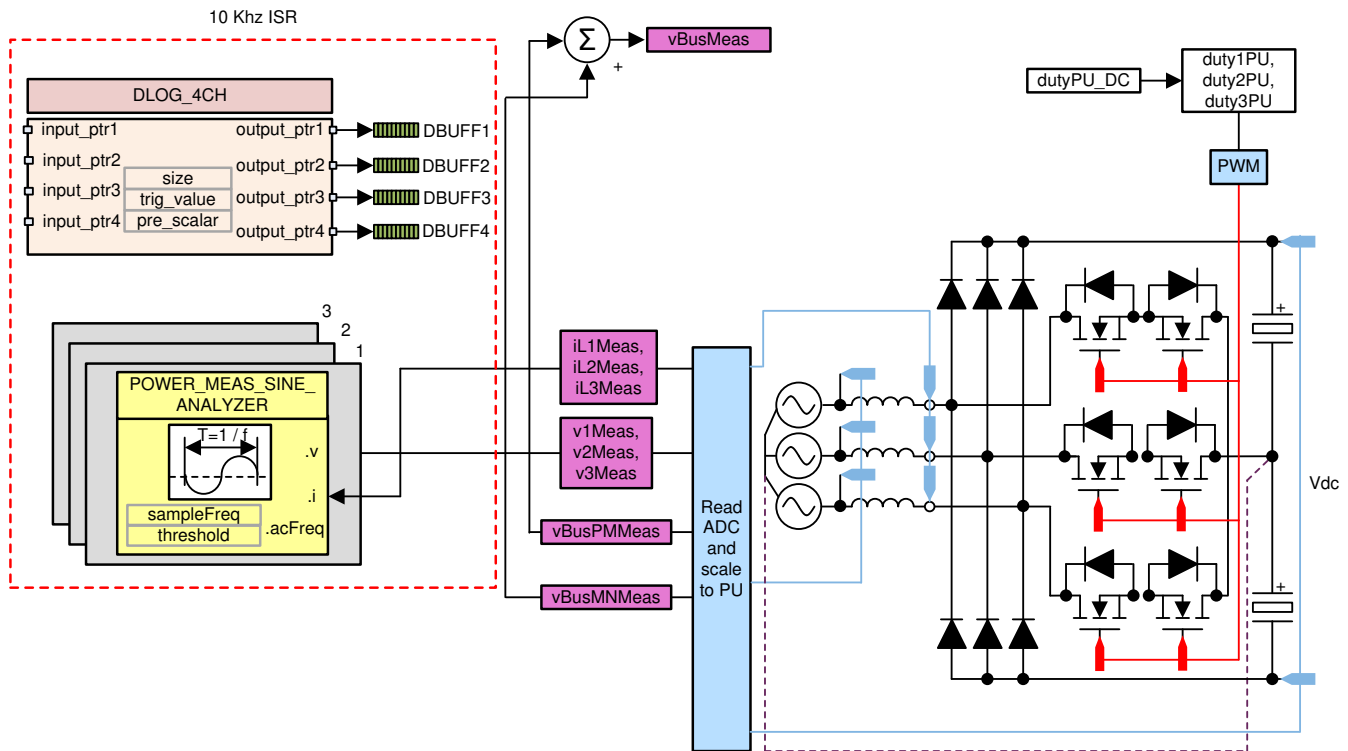 10 Khz ISR
DLOG_4CH
input_ptr1
input_ptr2
input_ptr3
input_ptr4
size
trig_value
pre_scalar
output_ptr1
output_ptr2
output_ptr3
output_ptr4
DBUFF1
DBUFF2
DBUFF3
DBUFF4
3
2
1
POWER_MEAS_SINE_
ANALYZER
T=1 / f
.v
.i
.acFreq
sampleFreq
threshold
Σ
+
vBusMeas
iL1Meas,
iL2Meas,
iL3Meas
v1Meas,
v2Meas,
v3Meas
vBusPMMeas
vBusMNMeas
Read
ADC
and
scale
to PU
dutyPU_DC
duty1PU,
duty2PU,
duty3PU
PWM
+
Vdc
+